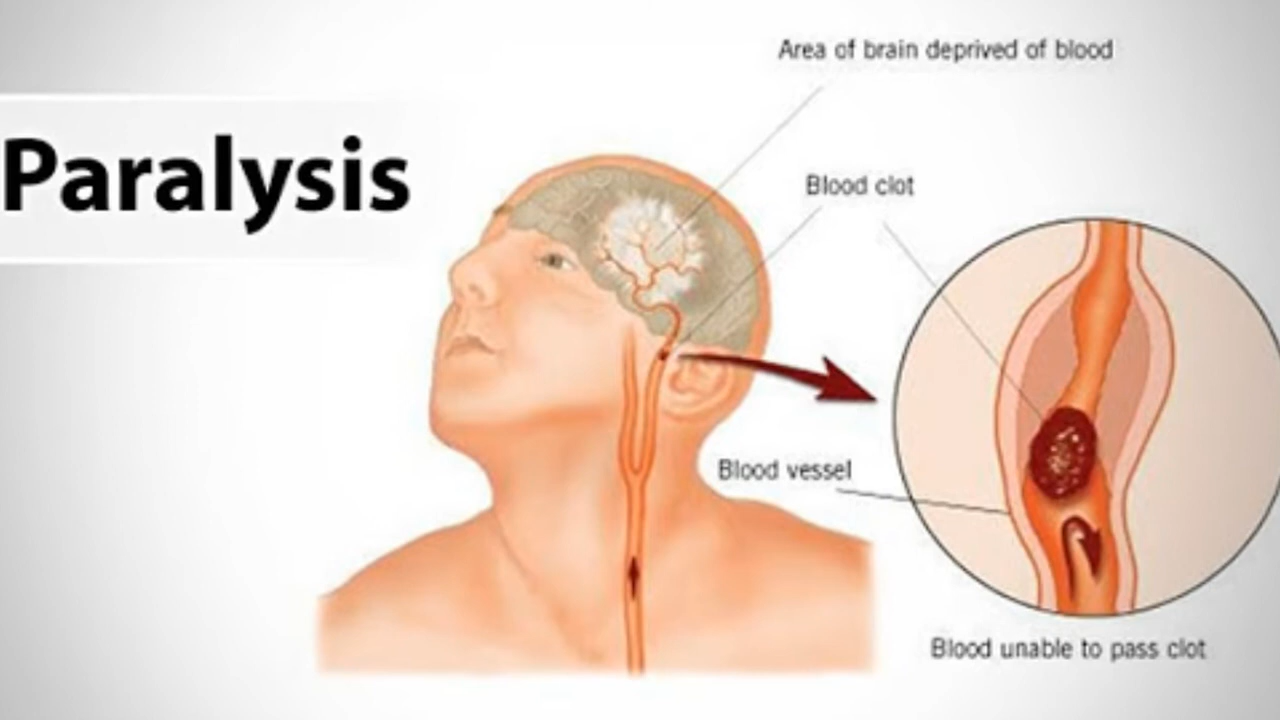 Area of brain deprived of blood
Paralysis
Blood clot
Blood vessel
Blood unable to pass clot